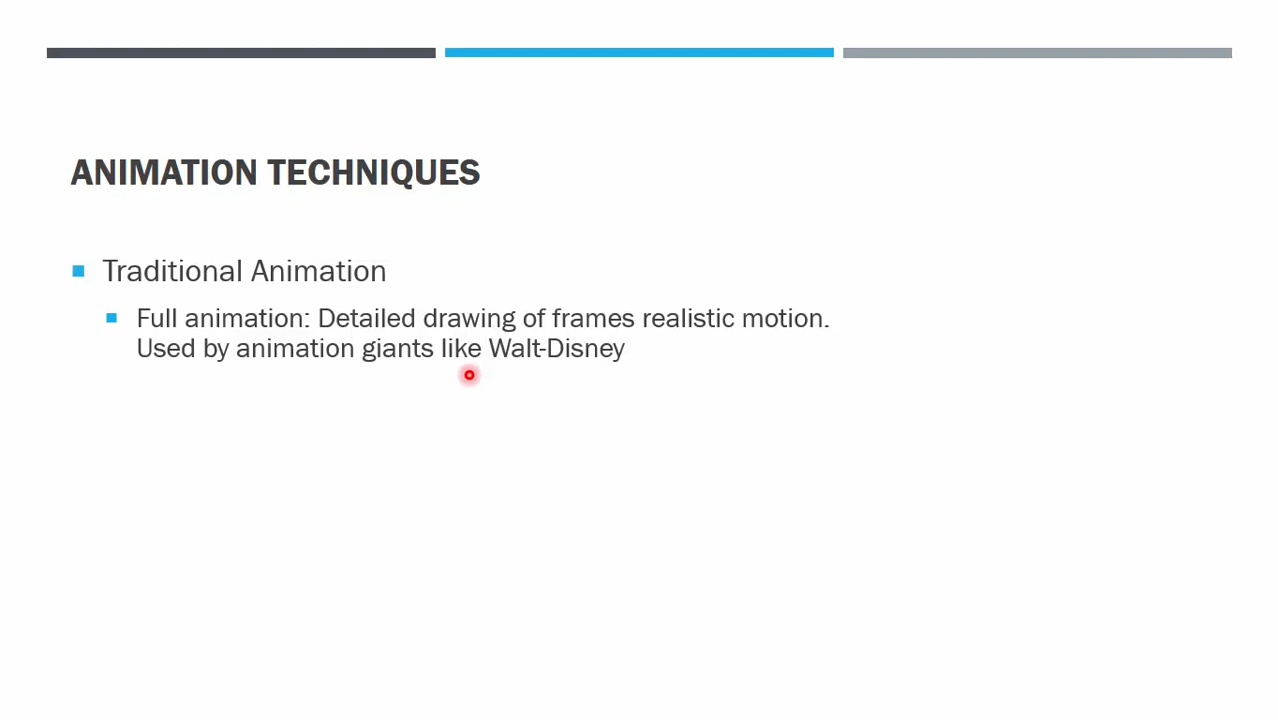 ANIMATION TECHNIQUES
Traditional Animation
Full animation: Detailed drawing of frames realistic motion.
Used by animation giants like Walt-Disney